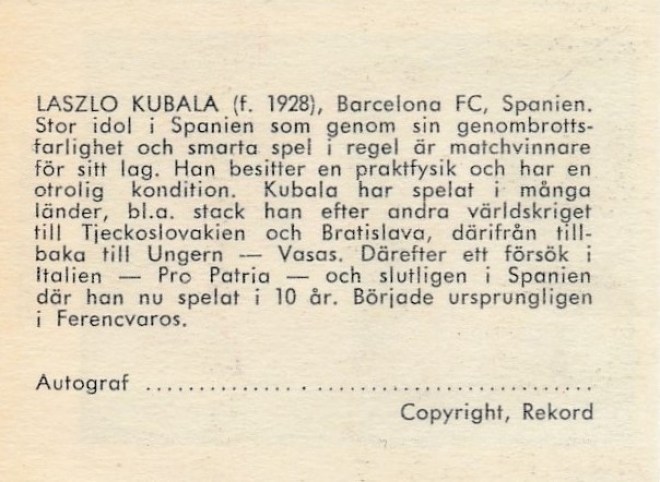 LASZLO KUBALA (f. 1928), Barcelona FC, Spanien.
Stor idol i Spanien som genom sin genombrotts-
farlighet och smarta spel i regel är matchvinnare
för sitt lag. Han besitter en praktfysik och har en
otrolig kondition. Kubala har spelat i många
länder, bl.a. stack han efter andra världskriget
till Tjeckoslovakien och Bratislava, därifrån till-
baka till Ungern — Vasas. Därefter ett försök i
Italien — Pro Patria — och slutligen i Spanien
där han nu spelat i 10 år. Började ursprungligen
i Ferencvaros.
Autograf ........................................
Copyright, Rekord